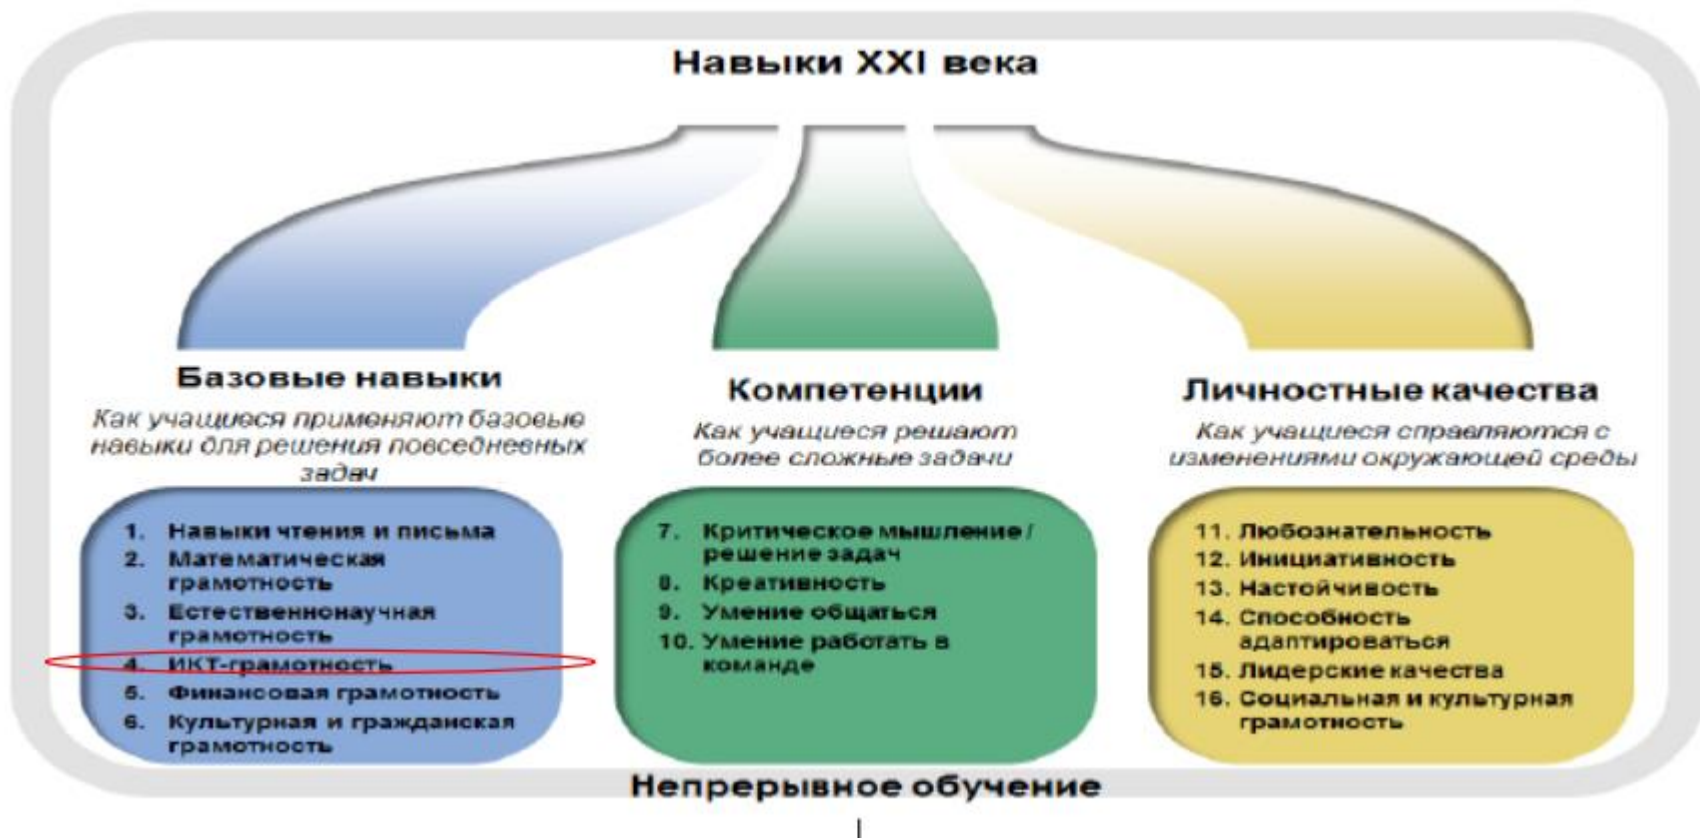 Навыки XXI века
Базовые навыки
Как учащиеся применяют базовые
навыки для решения повседневных
задач
1. Навыки чтения и письма
2. Математическая
грамотность
3. Естественнонаучная
грамотность
4. ИКТ-грамотность
5. Финансовая грамотность
6. Культурная и гражданская
грамотность
Компетенции
Как учащиеся решают
более сложные задачи
7. Критическое мышление /
решение задач
8. Креативность
9. Умение общаться
10. Умение работать в
команде
Личностные качества
Как учащиеся справляются с
изменениями окружающей среды
11. Любознательность
12. Инициативность
13. Настойчивость
14. Способность
адаптироваться
15. Лидерские качества
16. Социальная и культурная
грамотность
Непрерывное обучение